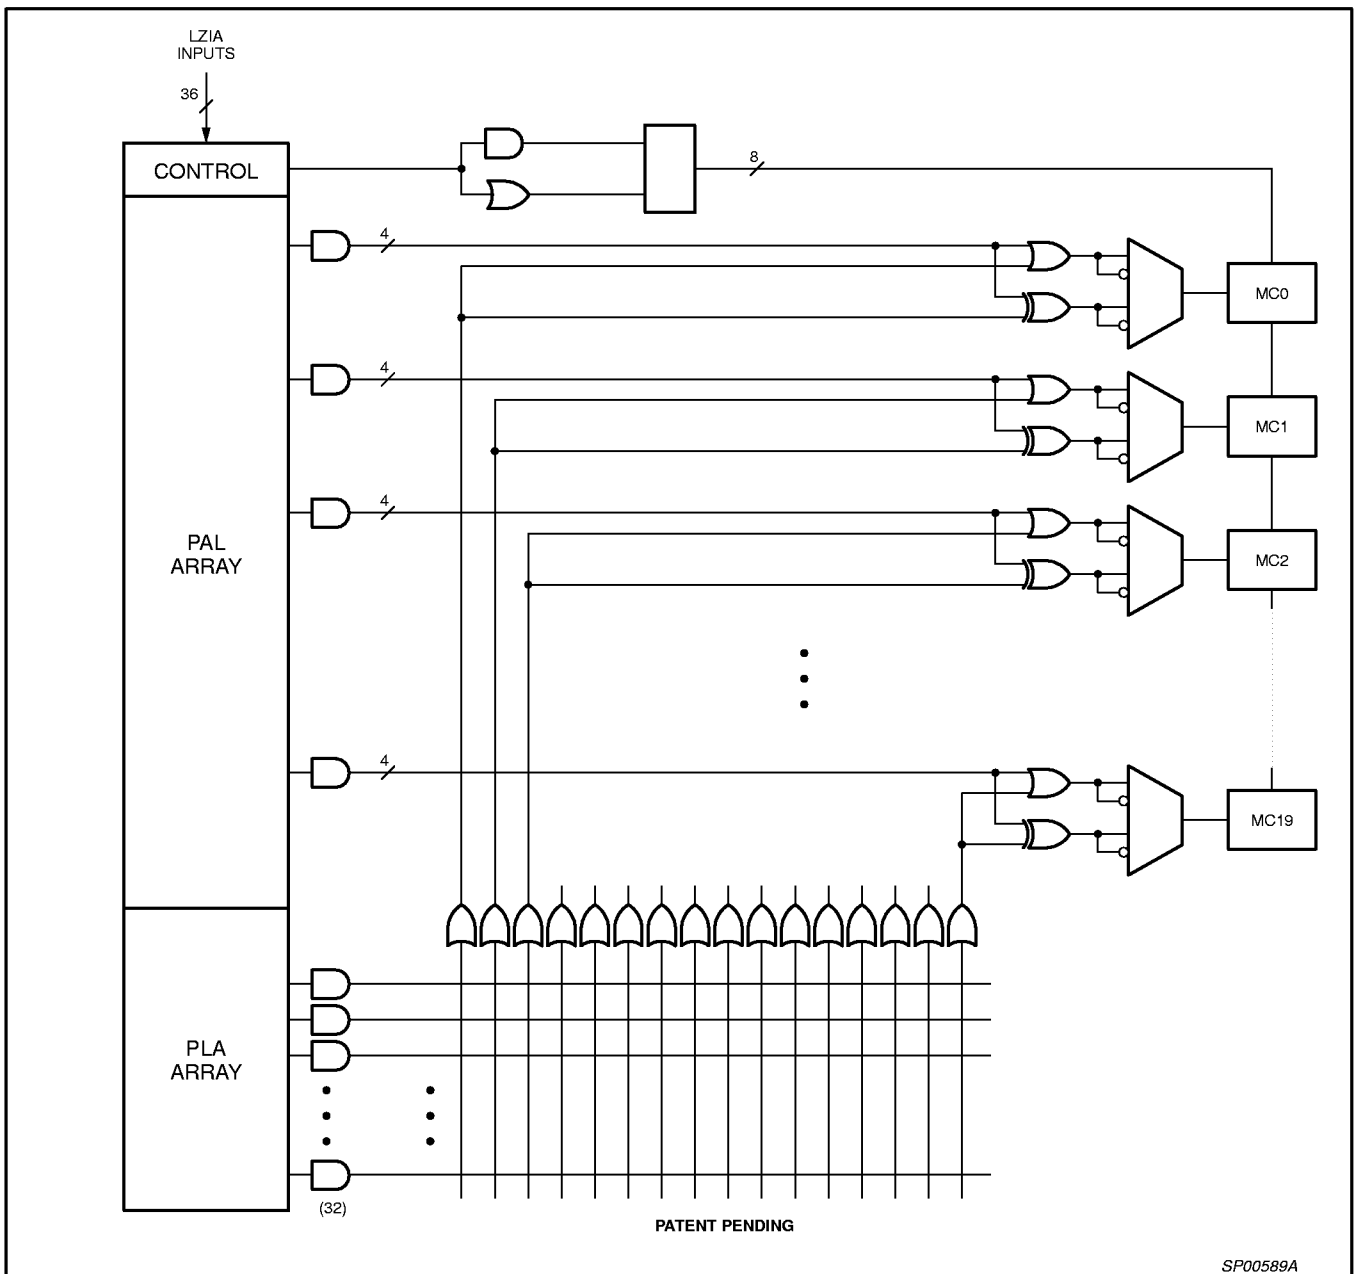 LZIA
INPUTS
36
CONTROL
8
4
MC0
4
MC1
4
PAL
ARRAY
MC2
4
MC19
PLA
ARRAY
(32)
PATENT PENDING
SP00589A